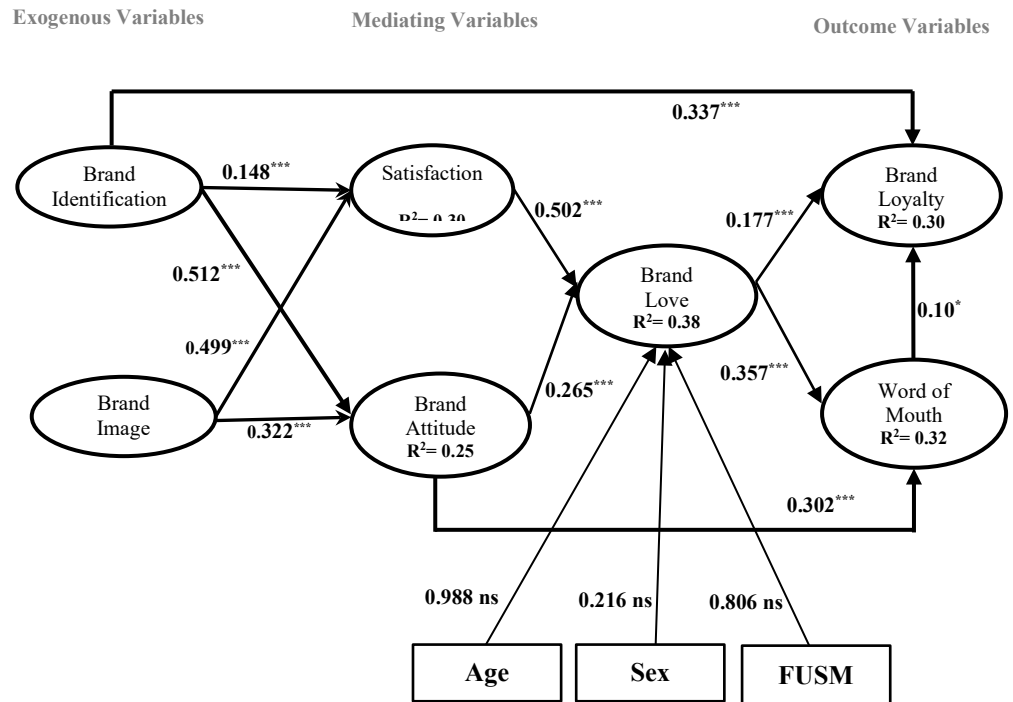 Exogenous Variables
Mediating Variables
Outcome Variables
0.337***
Brand
Identification
0.148***
Satisfaction
R²= 0.30
0.502***
Brand
Loyalty
R²= 0.30
0.177***
0.512***
Brand
Love
R²= 0.38
0.10*
0.499***
0.357***
Brand
Image
0.322***
Brand
Attitude
R²= 0.25
0.265***
Word of
Mouth
R²= 0.32
0.302***
0.988 ns
0.216 ns
0.806 ns
Age
Sex
FUSM